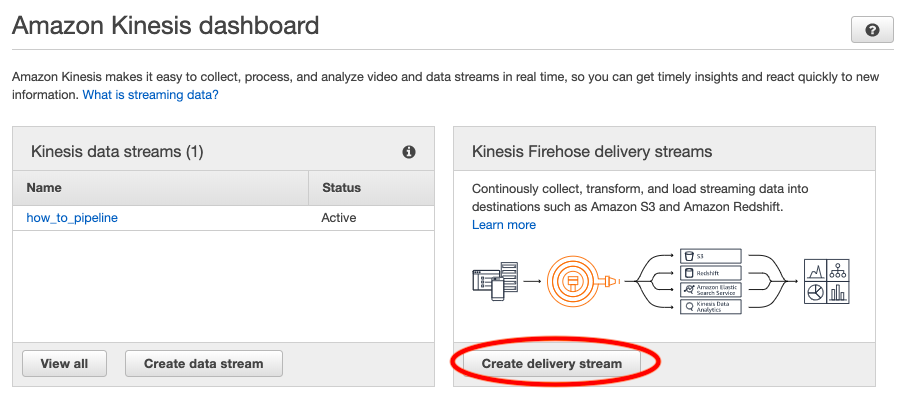 Amazon Kinesis dashboard
Amazon Kinesis makes it easy to collect, process, and analyze video and data streams in real time, so you can get timely insights and react quickly to new
information. What is streaming data?
Kinesis data streams (1)
Name
Status
how_to_pipeline
Active
View all
Create data stream
Kinesis Firehose delivery streams
Continously collect, transform, and load streaming data into
destinations such as Amazon S3 and Amazon Redshift.
Learn more
S3
Redshift
Amazon Elastic
Search Service
Kinesis Data
Analytics
Create delivery stream